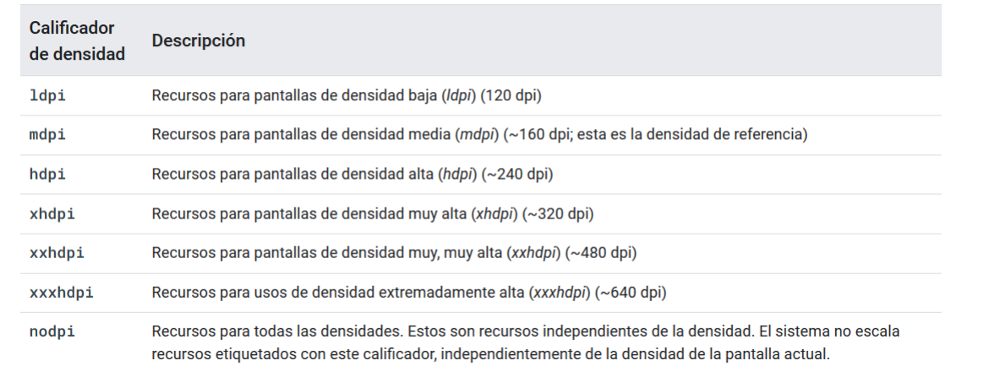 Calificador
de densidad
Descripción
ldpi
Recursos para pantallas de densidad baja (ldpi) (120 dpi)
mdpi
Recursos para pantallas de densidad media (mdpi) (~160 dpi; esta es la densidad de referencia)
hdpi
Recursos para pantallas de densidad alta (hdpi) (~240 dpi)
xhdpi
Recursos para pantallas de densidad muy alta (xhdpi) (~320 dpi)
xxhdpi
Recursos para pantallas de densidad muy, muy alta (xxhdpi) (~480 dpi)
xxxhdpi
Recursos para usos de densidad extremadamente alta (xxxhdpi) (~640 dpi)
nodpi
Recursos para todas las densidades. Estos son recursos independientes de la densidad. El sistema no escala
recursos etiquetados con este calificador, independientemente de la densidad de la pantalla actual.